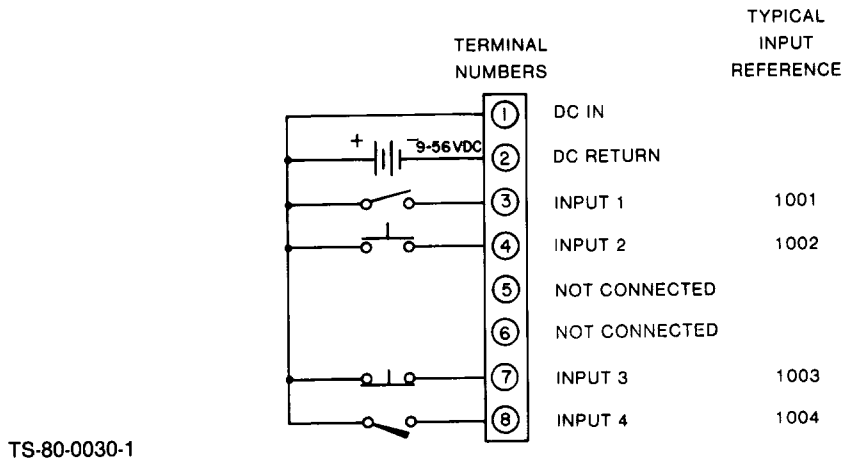 TYPICAL
TERMINAL INPUT
NUMBERS REFERENCE
1 DC IN
+ -9-56 VDC 2 DC RETURN
3 INPUT 1 1001
4 INPUT 2 1002
5 NOT CONNECTED
6 NOT CONNECTED
7 INPUT 3 1003
8 INPUT 4 1004
TS-80-0030-1